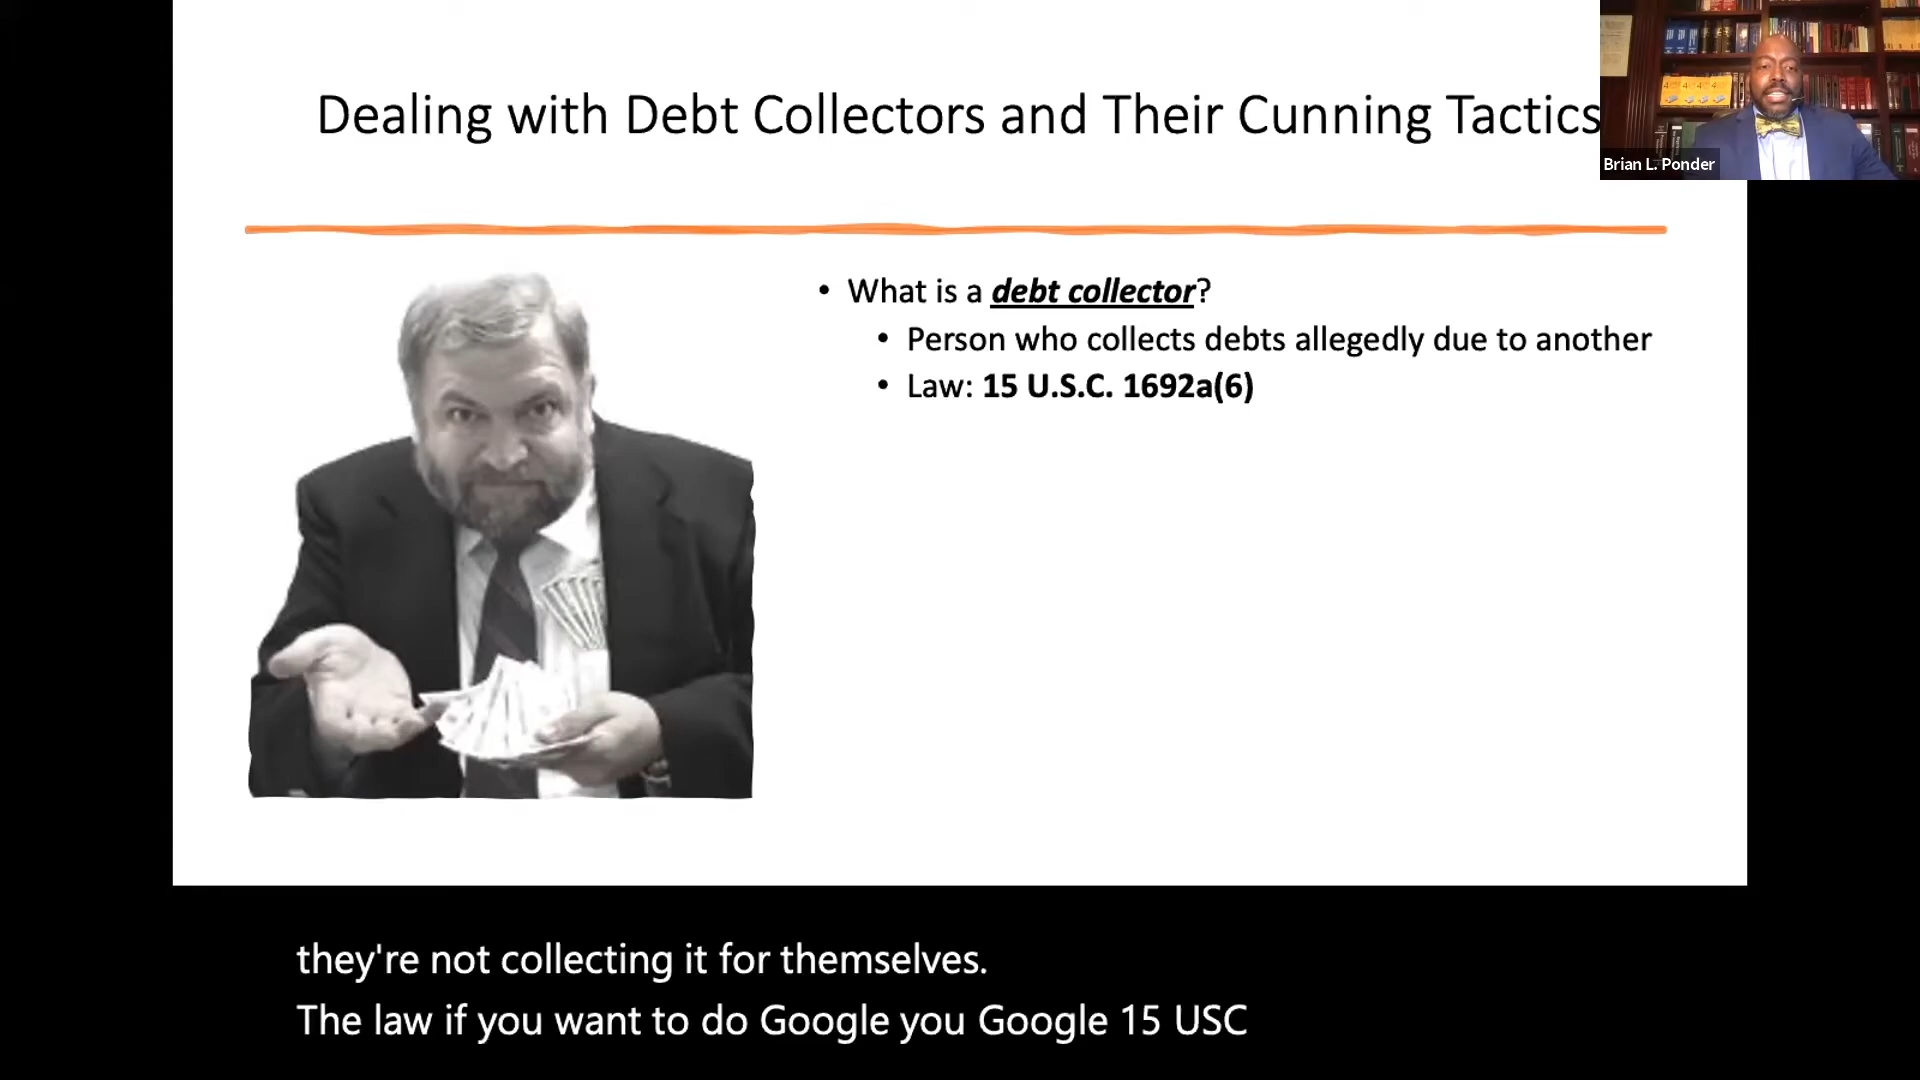 Dealing with Debt Collectors and Their Cunning Tactics
Brian L. Ponder
• What is a debt collector?
• Person who collects debts allegedly due to another
• Law: 15 U.S.C. 1692a(6)
they're not collecting it for themselves.
The law if you want to do Google you Google 15 USC